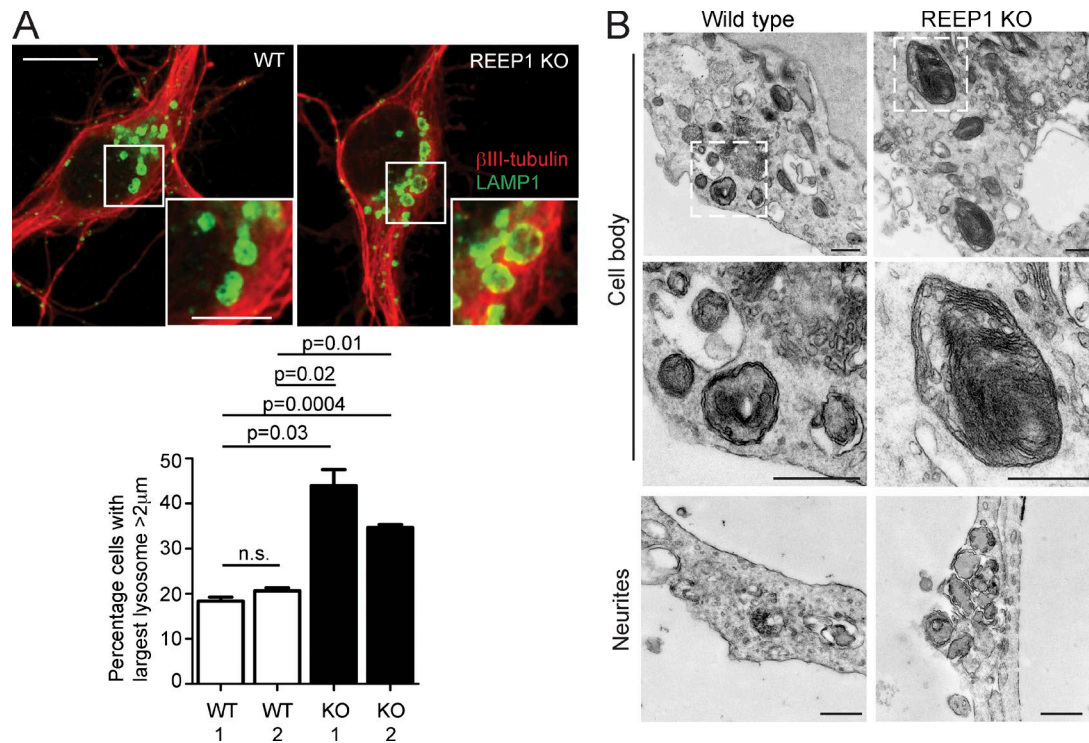 A
WT
REEP1 KO
βIII-tubulin
LAMP1
p=0.01
p=0.02
p=0.0004
p=0.03
n.s.
Percentage cells with
largest lysosome >2μm
50
40
30
20
10
0
WT
1
WT
2
KO
1
KO
2
B
Wild type
REEP1 KO
Cell body
Neurites